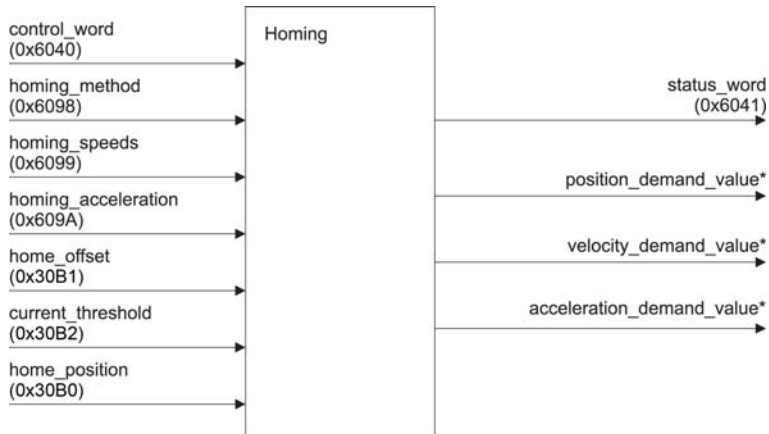 control_word
(0x6040)
Homing
homing_method
(0x6098)
homing_speeds
(0x6099)
homing_acceleration
(0x609A)
home_offset
(0x30B1)
current_threshold
(0x30B2)
home_position
(0x30B0)
status_word
(0x6041)
position_demand_value*
velocity_demand_value*
acceleration_demand_value*